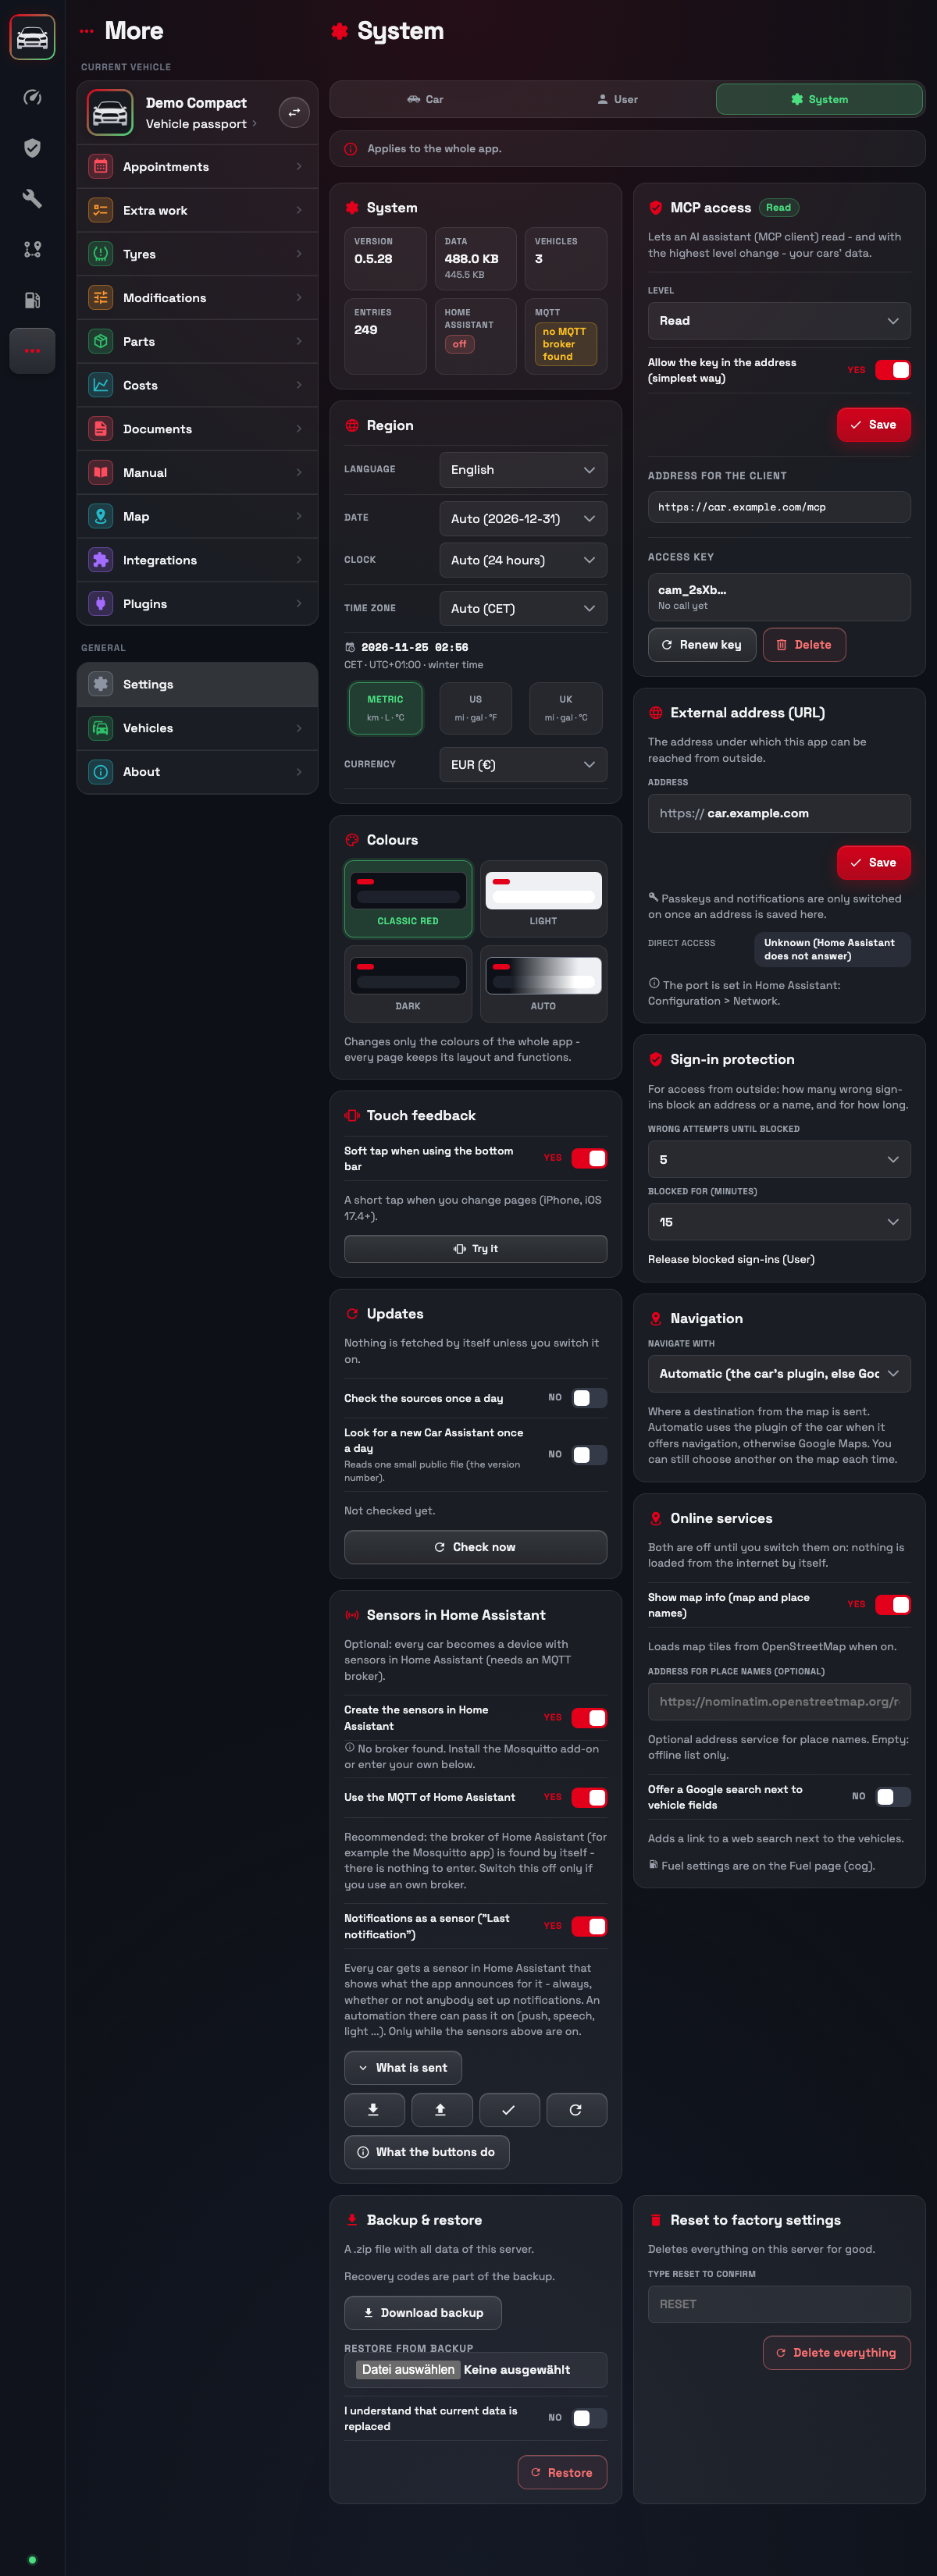 More
CURRENT VEHICLE
Demo Compact
Vehicle passport
Appointments
Extra work
Tyres
Modifications
Parts
Costs
Documents
Manual
Map
Integrations
Plugins
GENERAL
Settings
Vehicles
About
System
Car
User
System
Applies to the whole app.
System
VERSION
0.5.28
DATA
488.0 KB
445.5 KB
VEHICLES
3
ENTRIES
249
HOME
ASSISTANT
off
MQTT
no MQTT
broker
found
Region
LANGUAGE
English
DATE
Auto (2026-12-31)
CLOCK
Auto (24 hours)
TIME ZONE
Auto (CET)
2026-11-25 02:56
CET · UTC+01:00 · winter time
METRIC
km · L · °C
US
mi · gal · °F
UK
mi · gal · °C
CURRENCY
EUR (€)
Colours
CLASSIC RED
LIGHT
DARK
AUTO
Changes only the colours of the whole app -
every page keeps its layout and functions.
Touch feedback
Soft tap when using the bottom
bar
YES
A short tap when you change pages (iPhone, iOS
17.4+).
Try it
Updates
Nothing is fetched by itself unless you switch it
on.
Check the sources once a day
NO
Look for a new Car Assistant once
a day
Reads one small public file (the version
number).
NO
Not checked yet.
Check now
Sensors in Home Assistant
Optional: every car becomes a device with
sensors in Home Assistant (needs an MQTT
broker).
Create the sensors in Home
Assistant
YES
No broker found. Install the Mosquitto add-on
or enter your own below.
Use the MQTT of Home Assistant
YES
Recommended: the broker of Home Assistant (for
example the Mosquitto app) is found by itself -
there is nothing to enter. Switch this off only if
you use an own broker.
Notifications as a sensor ("Last
notification")
YES
Every car gets a sensor in Home Assistant that
shows what the app announces for it - always,
whether or not anybody set up notifications. An
automation there can pass it on (push, speech,
light ...). Only while the sensors above are on.
What is sent
What the buttons do
Backup & restore
A .zip file with all data of this server.
Recovery codes are part of the backup.
Download backup
RESTORE FROM BACKUP
Datei auswählen Keine ausgewählt
I understand that current data is
replaced
NO
Restore
MCP access
Read
Lets an AI assistant (MCP client) read - and with
the highest level change - your cars' data.
LEVEL
Read
Allow the key in the address
(simplest way)
YES
Save
ADDRESS FOR THE CLIENT
https://car.example.com/mcp
ACCESS KEY
cam_2sXb…
No call yet
Renew key
Delete
External address (URL)
The address under which this app can be
reached from outside.
ADDRESS
https:// car.example.com
Save
Passkeys and notifications are only switched
on once an address is saved here.
DIRECT ACCESS
Unknown (Home Assistant
does not answer)
The port is set in Home Assistant:
Configuration > Network.
Sign-in protection
For access from outside: how many wrong sign-
ins block an address or a name, and for how long.
WRONG ATTEMPTS UNTIL BLOCKED
5
BLOCKED FOR (MINUTES)
15
Release blocked sign-ins (User)
Navigation
NAVIGATE WITH
Automatic (the car's plugin, else Goo
Where a destination from the map is sent.
Automatic uses the plugin of the car when it
offers navigation, otherwise Google Maps. You
can still choose another on the map each time.
Online services
Both are off until you switch them on: nothing is
loaded from the internet by itself.
Show map info (map and place
names)
YES
Loads map tiles from OpenStreetMap when on.
ADDRESS FOR PLACE NAMES (OPTIONAL)
https://nominatim.openstreetmap.org/r
Optional address service for place names. Empty:
offline list only.
Offer a Google search next to
vehicle fields
NO
Adds a link to a web search next to the vehicles.
Fuel settings are on the Fuel page (cog).
Reset to factory settings
Deletes everything on this server for good.
TYPE RESET TO CONFIRM
RESET
Delete everything